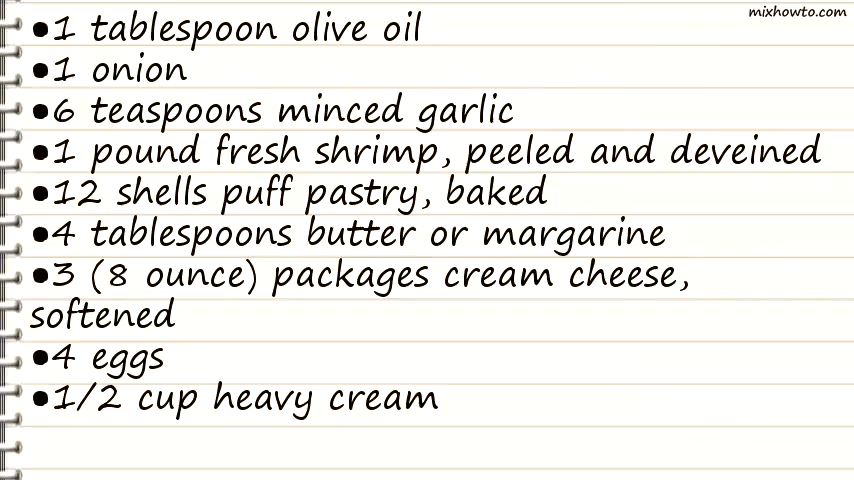 mixhowto.com
•1 tablespoon olive oil
•1 onion
•6 teaspoons minced garlic
•1 pound fresh shrimp, peeled and deveined
•12 shells puff pastry, baked
•4 tablespoons butter or margarine
•3 (8 ounce) packages cream cheese,
softened
•4 eggs
•1/2 cup heavy cream